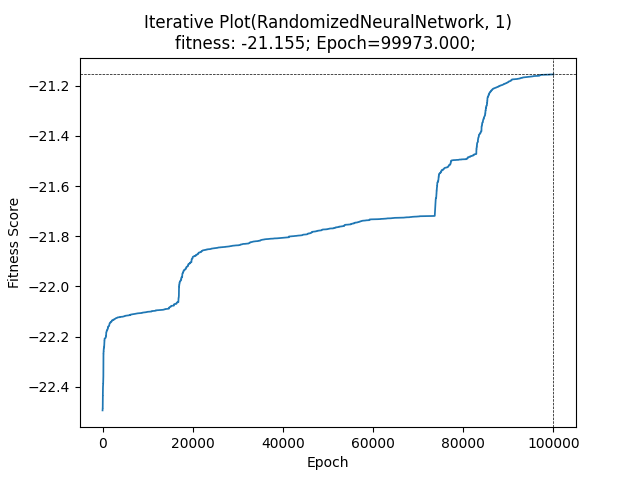 Iterative Plot(RandomizedNeuralNetwork, 1)
fitness: -21.155; Epoch=99973.000;
Fitness Score
−21.2
−21.4
−21.6
−21.8
−22.0
−22.2
−22.4
0 20000 40000 60000 80000 100000
Epoch